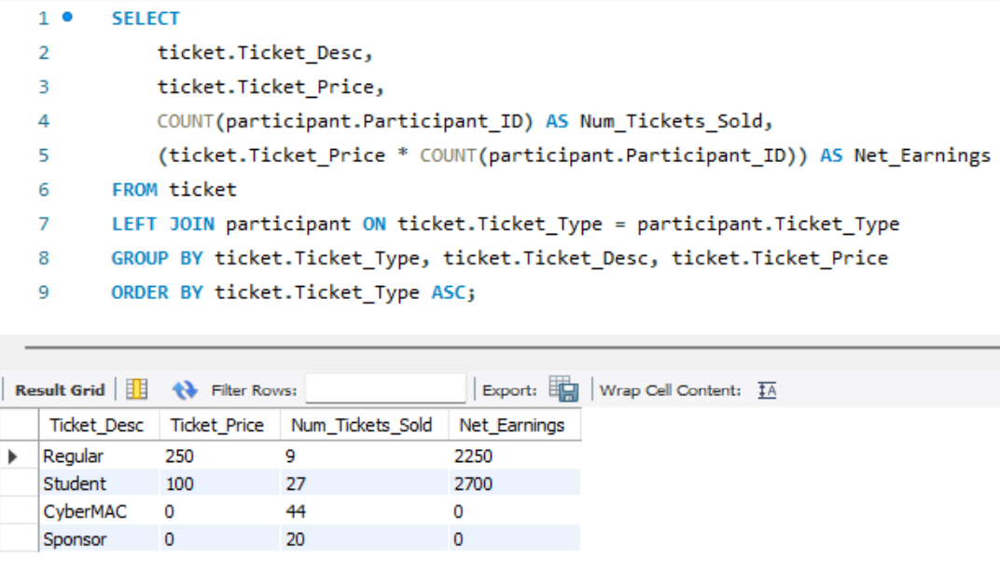 1 SELECT
2 ticket.Ticket_Desc,
3 ticket.Ticket_Price,
4 COUNT(participant.Participant_ID) AS Num_Tickets_Sold,
5 (ticket.Ticket_Price * COUNT(participant.Participant_ID)) AS Net_Earnings
6 FROM ticket
7 LEFT JOIN participant ON ticket.Ticket_Type = participant.Ticket_Type
8 GROUP BY ticket.Ticket_Type, ticket.Ticket_Desc, ticket.Ticket_Price
9 ORDER BY ticket.Ticket_Type ASC;
Result Grid Filter Rows: Export: Wrap Cell Content: IA
Ticket_Desc Ticket_Price Num_Tickets_Sold Net_Earnings
Regular 250 9 2250
Student 100 27 2700
CyberMAC 0 44 0
Sponsor 0 20 0